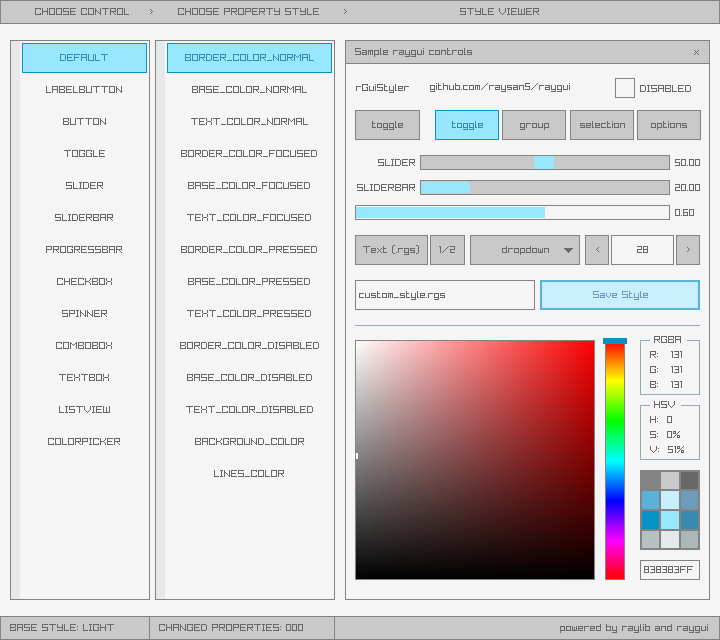 CHOOSE CONTROL > CHOOSE PROPERTY STYLE > STYLE VIEWER
DEFAULT
LABELBUTTON
BUTTON
TOGGLE
SLIDER
SLIDERBAR
PROGRESSBAR
CHECKBOX
SPINNER
COMBOBOX
TEXTBOX
LISTVIEW
COLORPICKER
BORDER_COLOR_NORMAL
BASE_COLOR_NORMAL
TEXT_COLOR_NORMAL
BORDER_COLOR_FOCUSED
BASE_COLOR_FOCUSED
TEXT_COLOR_FOCUSED
BORDER_COLOR_PRESSED
BASE_COLOR_PRESSED
TEXT_COLOR_PRESSED
BORDER_COLOR_DISABLED
BASE_COLOR_DISABLED
TEXT_COLOR_DISABLED
BACKGROUND_COLOR
LINES_COLOR
Sample raygui controls ×
rGuiStyler github.com/raysan5/raygui DISABLED
toggle toggle group selection options
SLIDER 50.00
SLIDERBAR 20.00
0.60
Text (.rgs) 1/2 dropdown < 28 >
custom_style.rgs Save Style
RGBA
R: 131
G: 131
B: 131
HSV
H: 0
S: 0%
V: 51%
838383FF
BASE STYLE: LIGHT CHANGED PROPERTIES: 000 powered by raylib and raygui